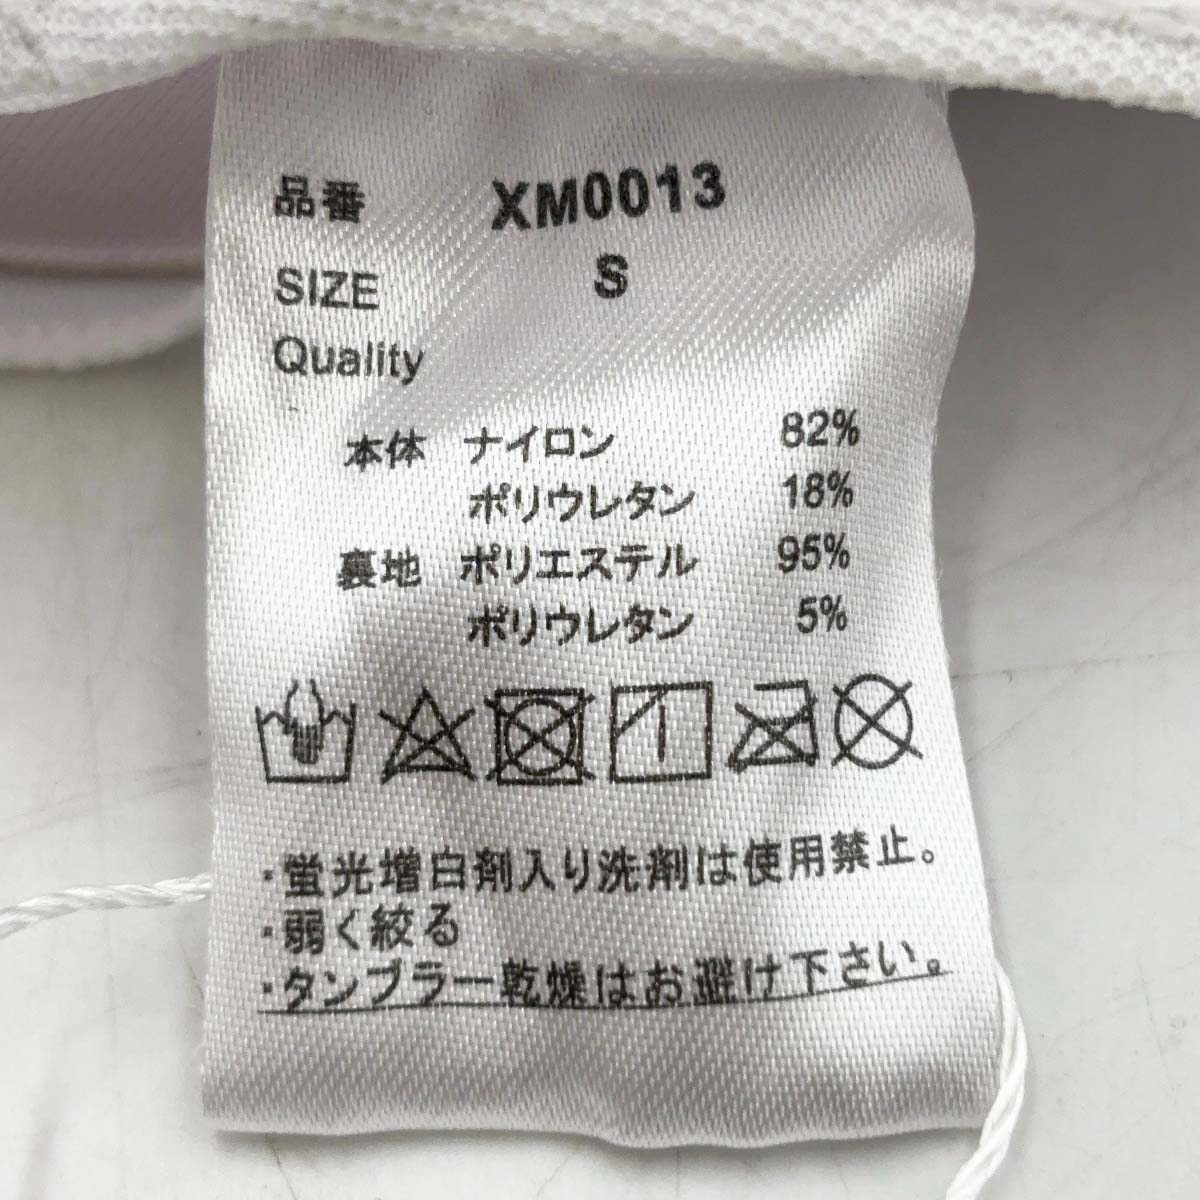 品番 XM0013
SIZE S
Quality
本体 ナイロン 82%
ポリウレタン 18%
裏地 ポリエステル 95%
ポリウレタン 5%
・蛍光増白剤入り洗剤は使用禁止。
・弱く絞る
・タンブラー乾燥はお避け下さい。